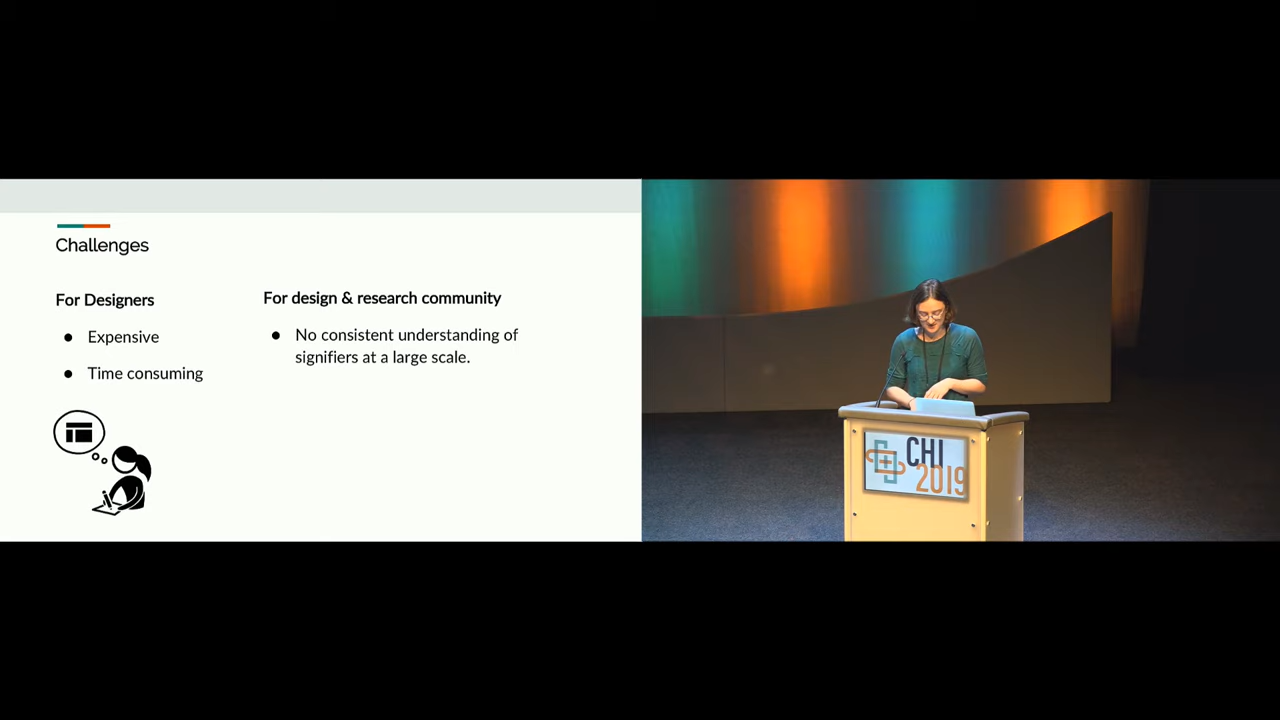 Challenges
For Designers
● Expensive
● Time consuming
For design & research community
● No consistent understanding of
signifiers at a large scale.
CHI
2019